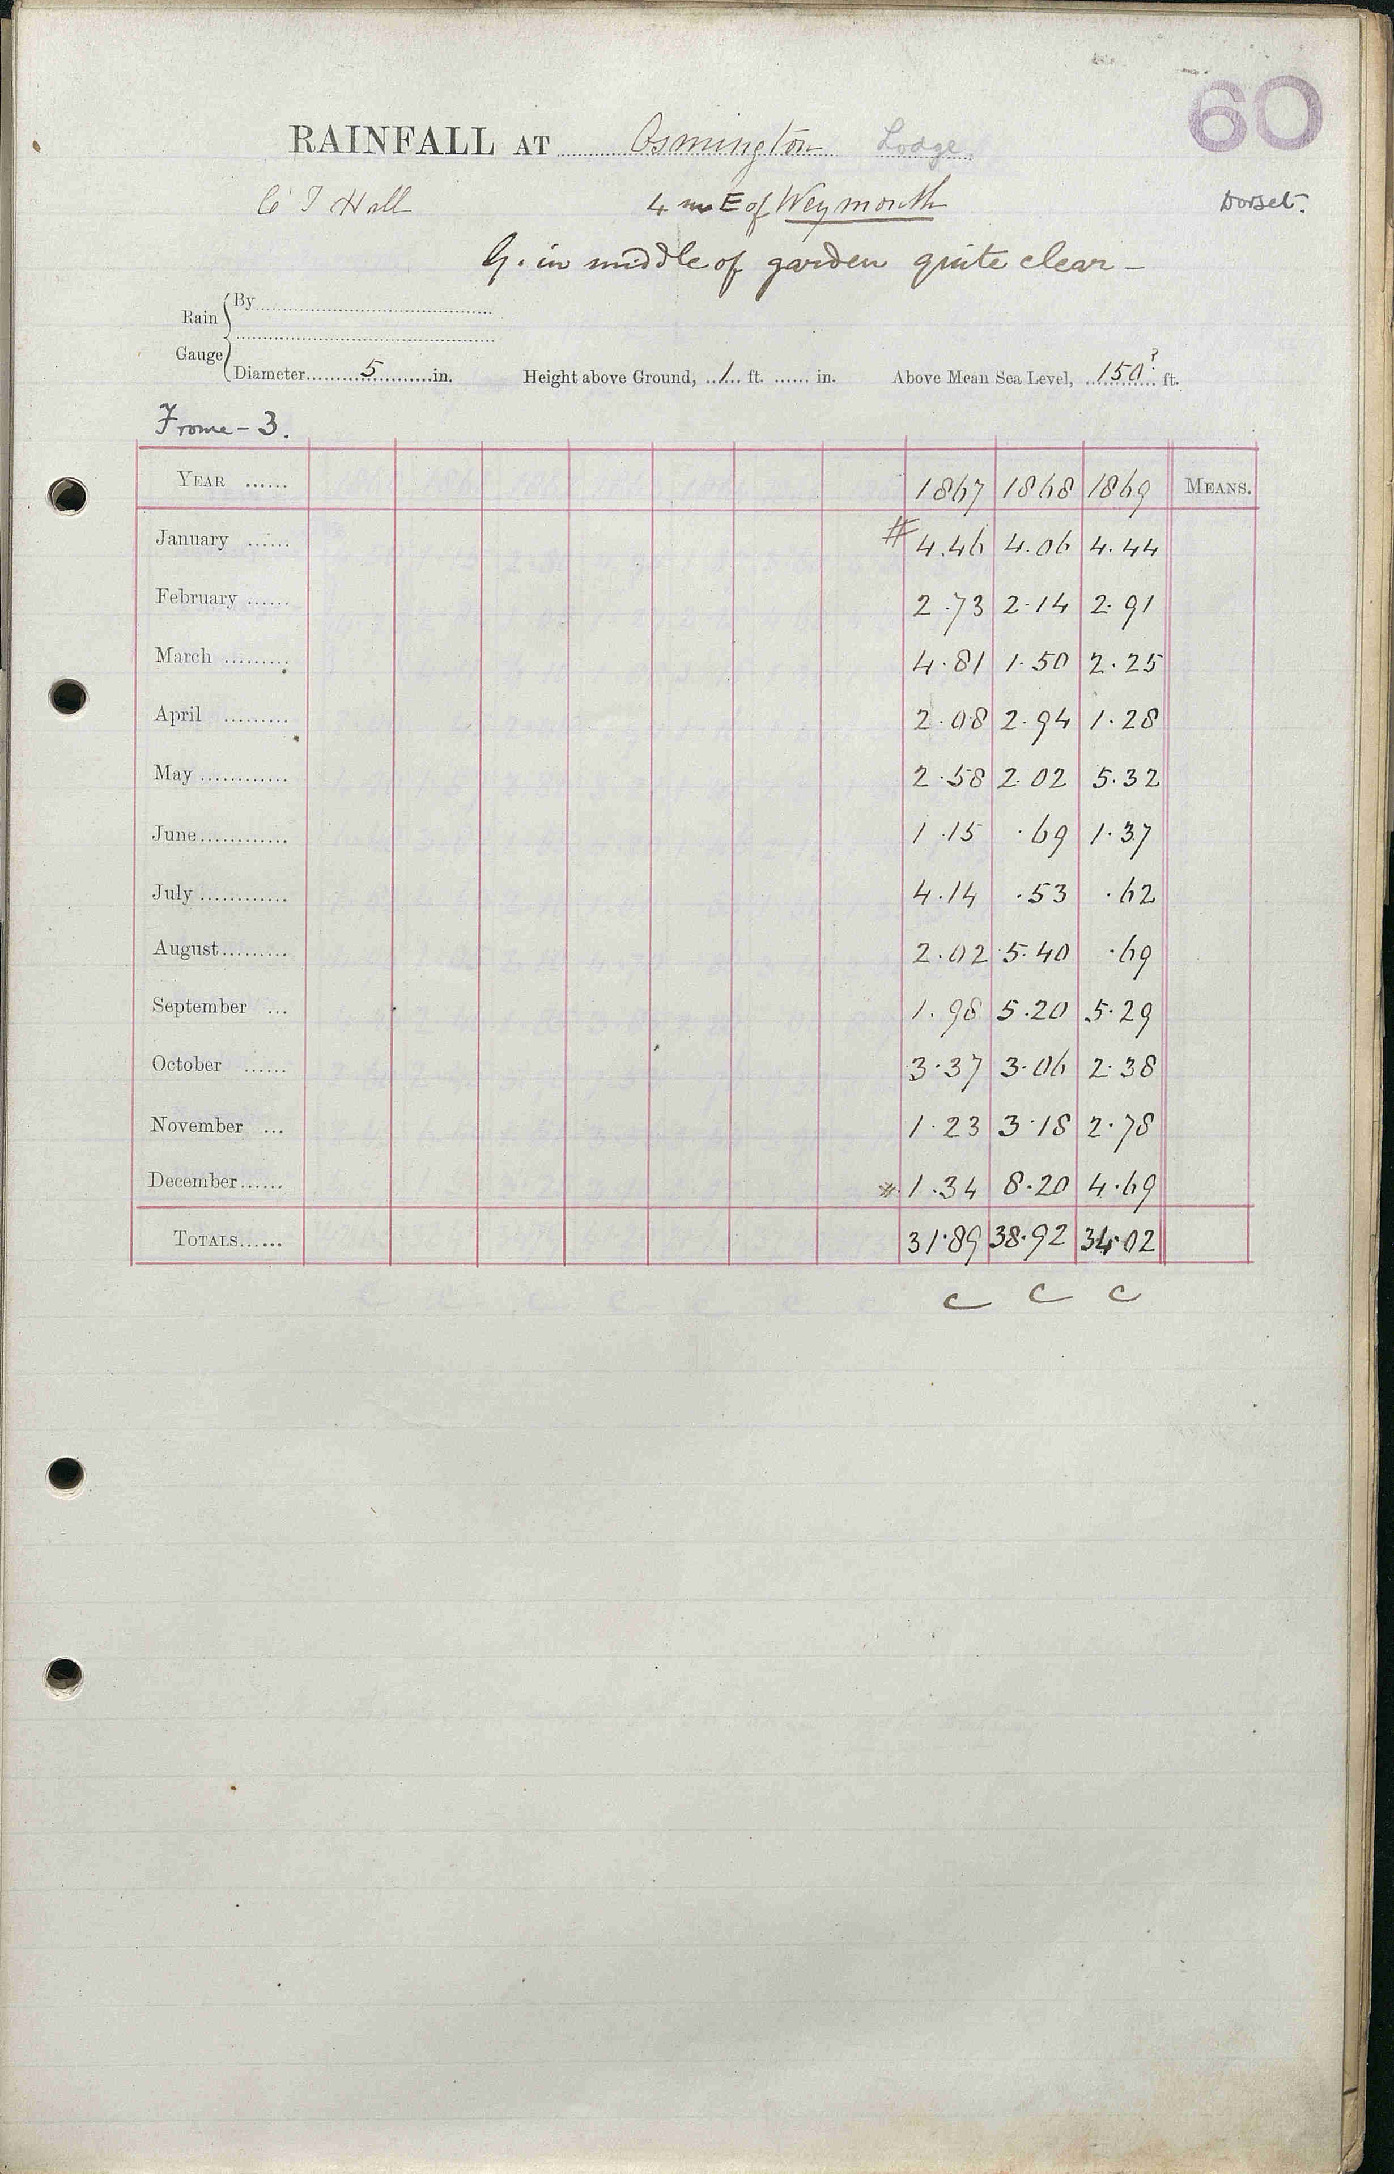 60
RAINFALL AT Osmington Lodge
C T Hall 4 m E of Weymouth Dorset.
G. in middle of garden quite clear –
Rain Gauge
By
Diameter 5 in. Height above Ground, 1 ft. in. Above Mean Sea Level, 150? ft.
Frome – 3.
YEAR 1867 1868 1869 MEANS.
January # 4.46 4.06 4.44
February 2.73 2.14 2.91
March 4.81 1.50 2.25
April 2.08 2.94 1.28
May 2.58 2.02 5.32
June 1.15 .69 1.37
July 4.14 .53 .62
August 2.02 5.40 .69
September 1.98 5.20 5.29
October 3.37 3.06 2.38
November 1.23 3.18 2.78
December # 1.34 8.20 4.69
TOTALS 31.89 38.92 34.02
C C C